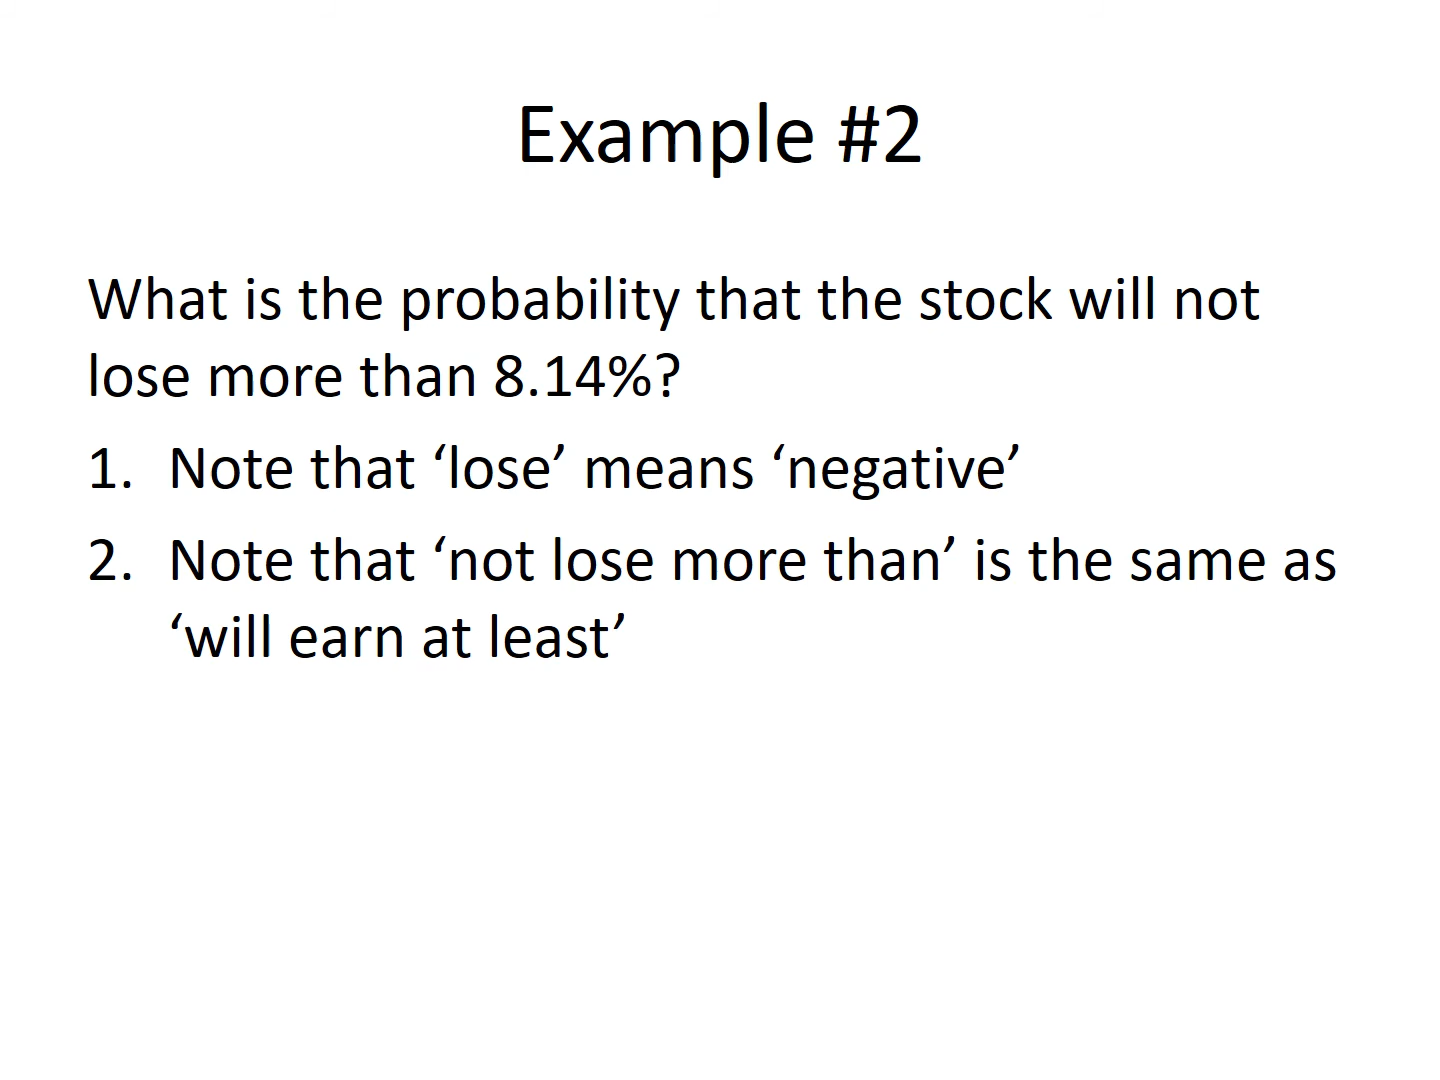 Example #2
What is the probability that the stock will not
lose more than 8.14%?
1. Note that ‘lose’ means ‘negative’
2. Note that ‘not lose more than’ is the same as
‘will earn at least’